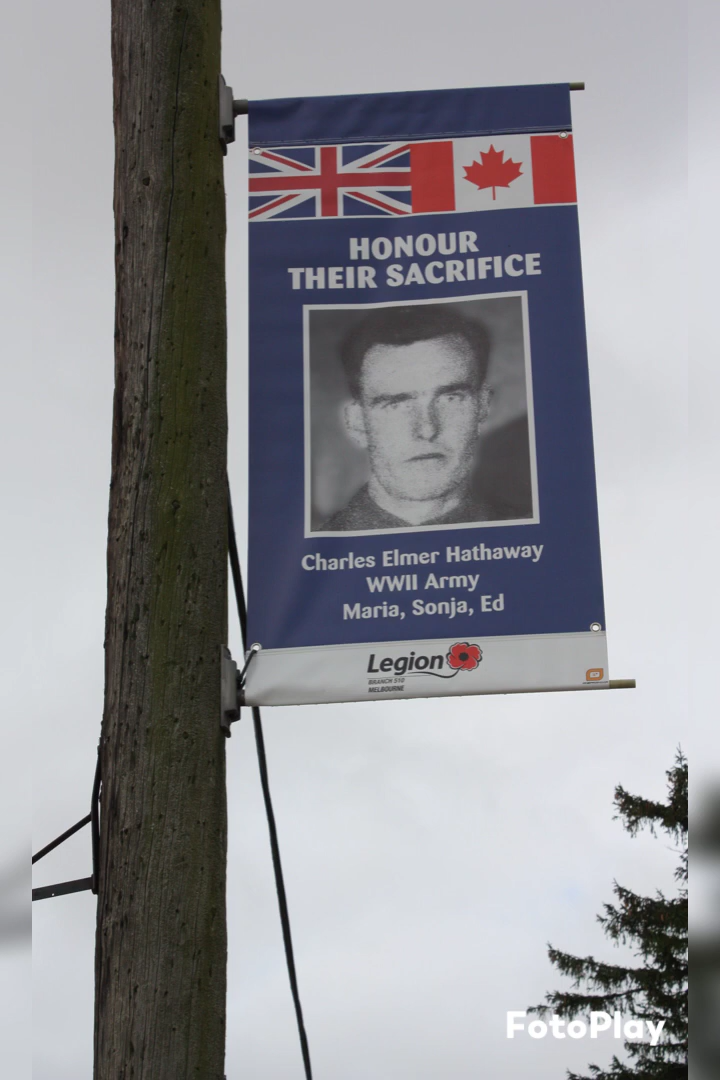 HONOUR
THEIR SACRIFICE
Charles Elmer Hathaway
WWII Army
Maria, Sonja, Ed
Legion
BRANCH 510
MELBOURNE
FotoPlay